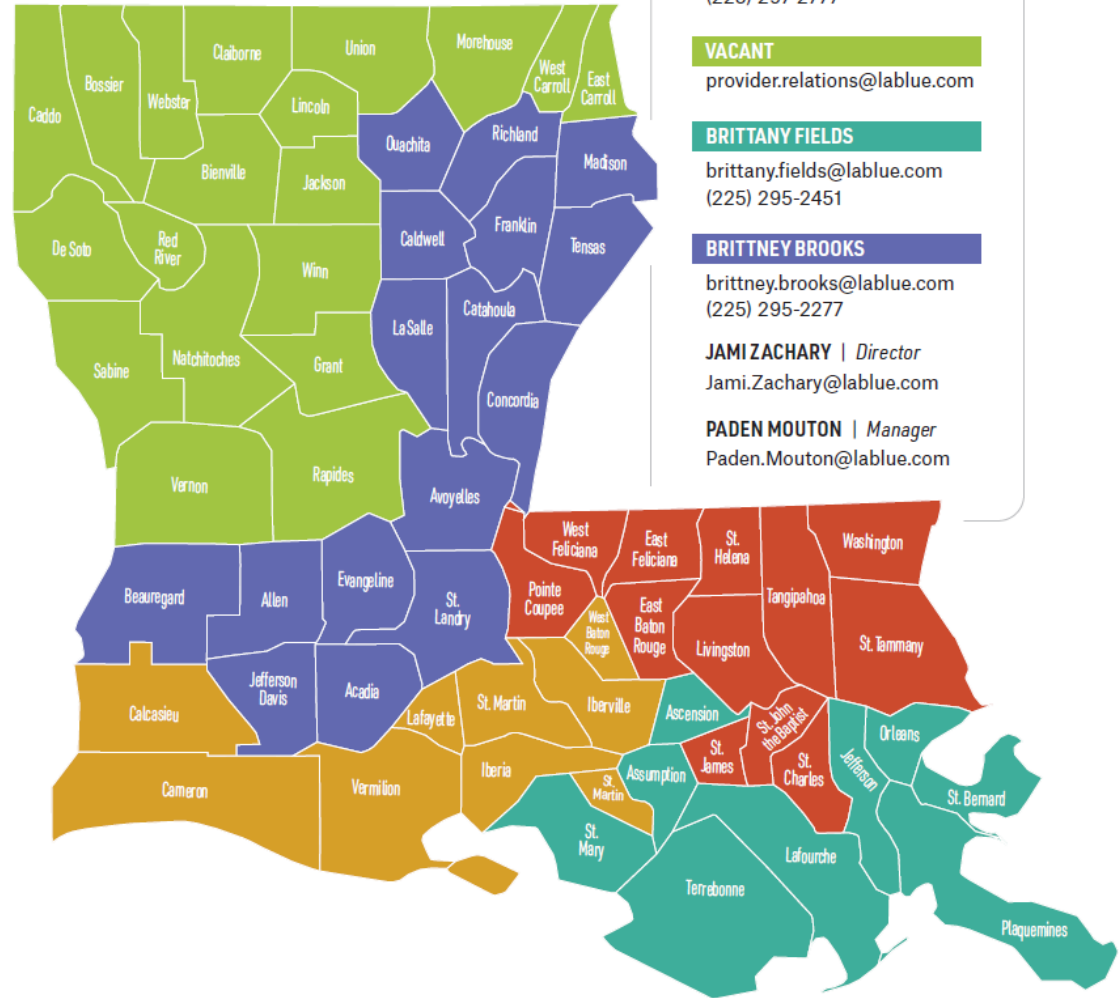 VACANT
provider.relations@lablue.com
BRITTANY FIELDS
brittany.fields@lablue.com
(225) 295-2451
BRITTNEY BROOKS
brittney.brooks@lablue.com
(225) 295-2277
JAMI ZACHARY | Director
Jami.Zachary@lablue.com
PADEN MOUTON | Manager
Paden.Mouton@lablue.com
Caddo
Bossier
Webster
Claiborne
Union
Morehouse
West
Carroll
East
Carroll
Lincoln
Ouachita
Richland
Madison
Bienville
Jackson
De Soto
Red
River
Winn
Caldwell
Franklin
Tensas
Sabine
Natchitoches
Grant
La Salle
Catahoula
Concordia
Vernon
Rapides
Avoyelles
Beauregard
Allen
Evangeline
St.
Landry
Pointe
Coupee
West
Feliciana
East
Feliciana
St.
Helena
Tangipahoa
Washington
West
Baton
Rouge
East
Baton
Rouge
Livingston
St. Tammany
Calcasieu
Jefferson
Davis
Acadia
Lafayette
St. Martin
Iberville
Ascension
St. John
the Baptist
St.
James
St.
Charles
Jefferson
Orleans
St. Bernard
Cameron
Vermilion
Iberia
St.
Martin
Assumption
St.
Mary
Terrebonne
Lafourche
Plaquemines